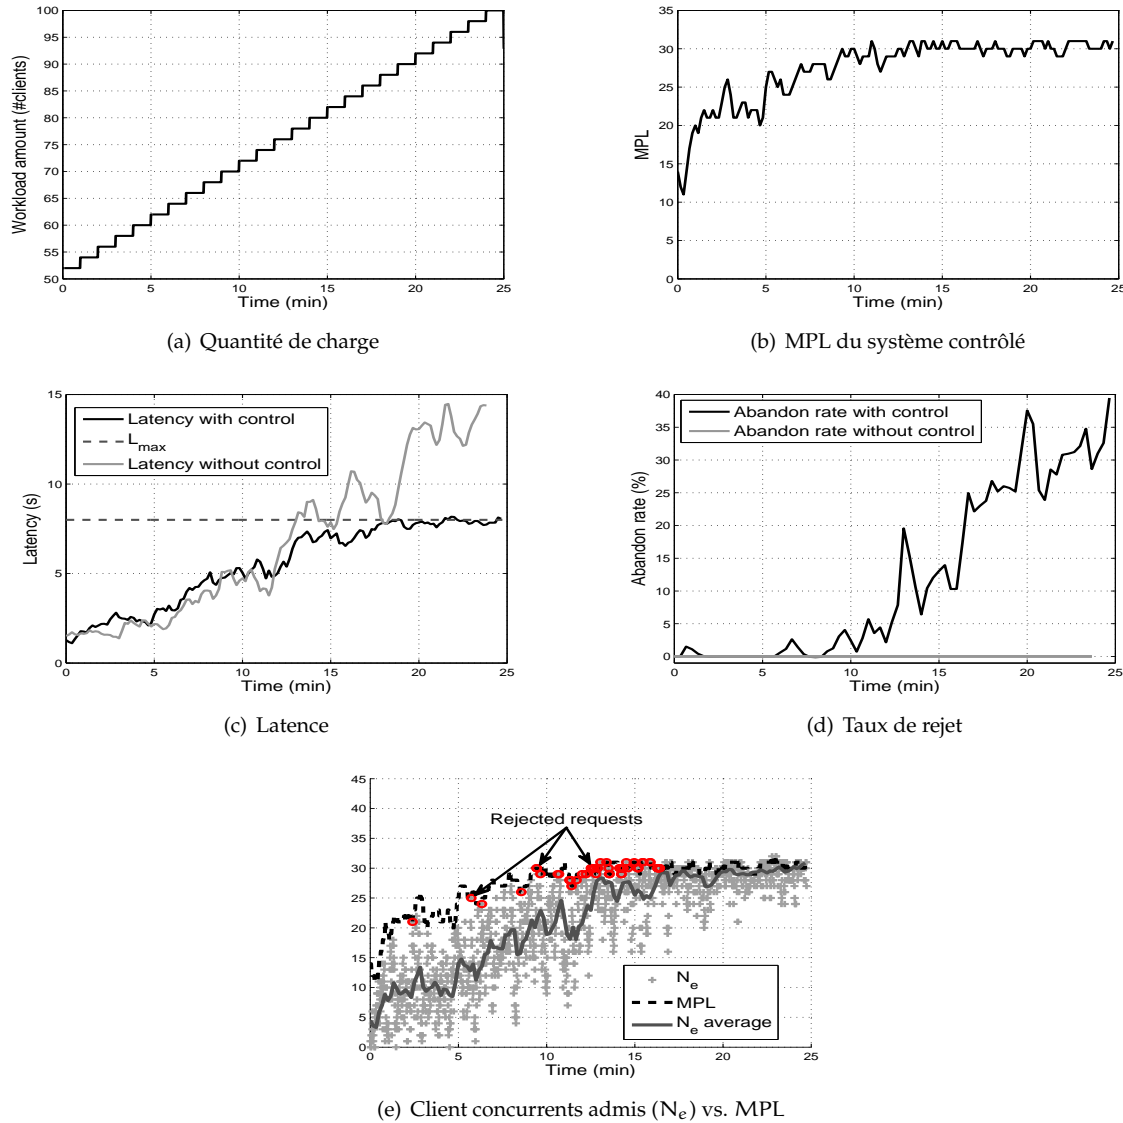 100
95
90
85
80
75
70
65
60
55
50
Workload amount (#clients)
0 5 10 15 20 25
Time (min)
(a) Quantité de charge
35
30
25
20
15
10
5
0
MPL
0 5 10 15 20 25
Time (min)
(b) MPL du système contrôlé
15
10
5
0
Latency (s)
Latency with control
Lmax
Latency without control
0 5 10 15 20 25
Time (min)
(c) Latence
40
35
30
25
20
15
10
5
0
Abandon rate (%)
Abandon rate with control
Abandon rate without control
0 5 10 15 20 25
Time (min)
(d) Taux de rejet
45
40
35
30
25
20
15
10
5
0
Rejected requests
Ne
MPL
Ne average
0 5 10 15 20 25
Time (min)
(e) Client concurrents admis (Ne) vs. MPL